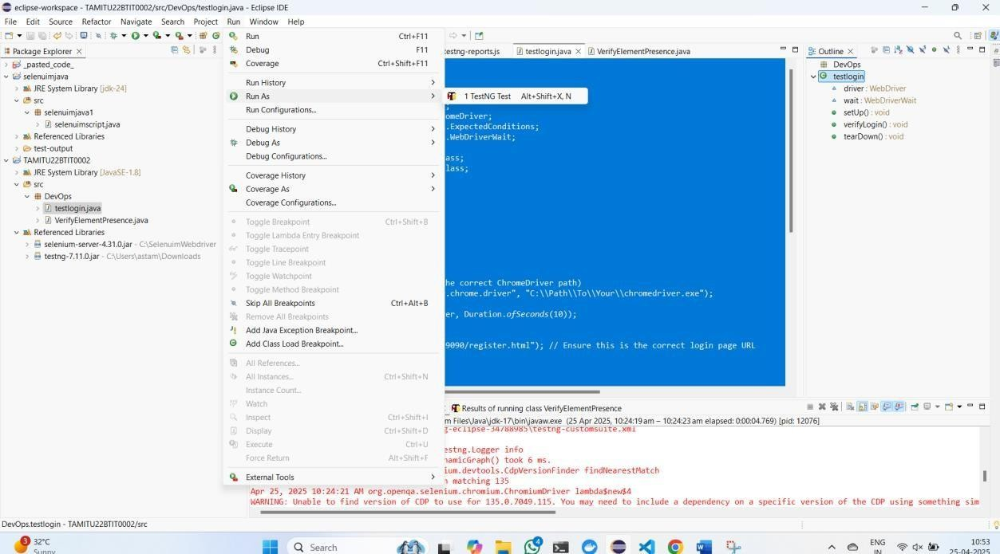 eclipse-workspace - TAMITU22BTIT0002/src/DevOps/testlogin.java - Eclipse IDE
File Edit Source Refactor Navigate Search Project Run Window Help
Package Explorer
_pasted_code_
selenuimjava
JRE System Library [jdk-24]
src
selenuimjava1
selenuimscript.java
Referenced Libraries
test-output
TAMITU22BTIT0002
JRE System Library [JavaSE-1.8]
src
DevOps
testlogin.java
VerifyElementPresence.java
Referenced Libraries
selenium-server-4.31.0.jar - C:\SelenuimWebdriver
testng-7.11.0.jar - C:\Users\astam\Downloads
Run Ctrl+F11
Debug F11
Coverage Ctrl+Shift+F11
Run History
Run As
Run Configurations...
Debug History
Debug As
Debug Configurations...
Coverage History
Coverage As
Coverage Configurations...
Toggle Breakpoint Ctrl+Shift+B
Toggle Lambda Entry Breakpoint
Toggle Tracepoint
Toggle Line Breakpoint
Toggle Watchpoint
Toggle Method Breakpoint
Skip All Breakpoints Ctrl+Alt+B
Remove All Breakpoints
Add Java Exception Breakpoint...
Add Class Load Breakpoint...
All References...
All Instances... Ctrl+Shift+N
Instance Count...
Watch
Inspect Ctrl+Shift+I
Display Ctrl+Shift+D
Execute Ctrl+U
Force Return Alt+Shift+F
External Tools
1 TestNG Test Alt+Shift+X, N
testng-reports.js testlogin.java VerifyElementPresence.java
;
omeDriver;
.ExpectedConditions;
.WebDriverWait;
ass;
lass;
he correct ChromeDriver path)
.chrome.driver", "C:\\Path\\To\\Your\\chromedriver.exe");
er, Duration.ofSeconds(10));
9090/register.html"); // Ensure this is the correct login page URL
Outline
DevOps
testlogin
driver : WebDriver
wait : WebDriverWait
setUp() : void
verifyLogin() : void
tearDown() : void
Results of running class VerifyElementPresence
m Files\Java\jdk-17\bin\javaw.exe (25 Apr 2025, 10:24:19 am – 10:24:23 am elapsed: 0:00:04.769) [pid: 12076]
g-eclipse-34788985\testng-customsuite.xml
estng.Logger info
namicGraph() took 6 ms.
ium.devtools.CdpVersionFinder findNearestMatch
n matching 135
Apr 25, 2025 10:24:21 AM org.openqa.selenium.chromium.ChromiumDriver lambda$new$4
WARNING: Unable to find version of CDP to use for 135.0.7049.115. You may need to include a dependency on a specific version of the CDP using something sim
DevOps.testlogin - TAMITU22BTIT0002/src
3
32°C
Sunny
Search
4
ENG
IN
10:53
25-04-2025